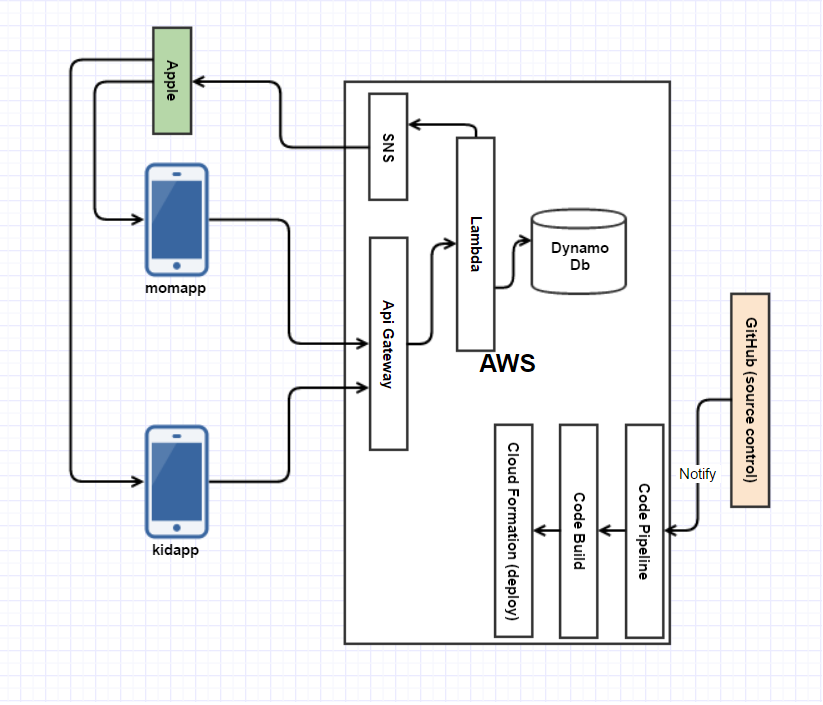 Apple
SNS
Lambda
Dynamo
Db
momapp
Api Gateway
GitHub (source control)
AWS
Notify
Cloud Formation (deploy)
Code Build
Code Pipeline
kidapp